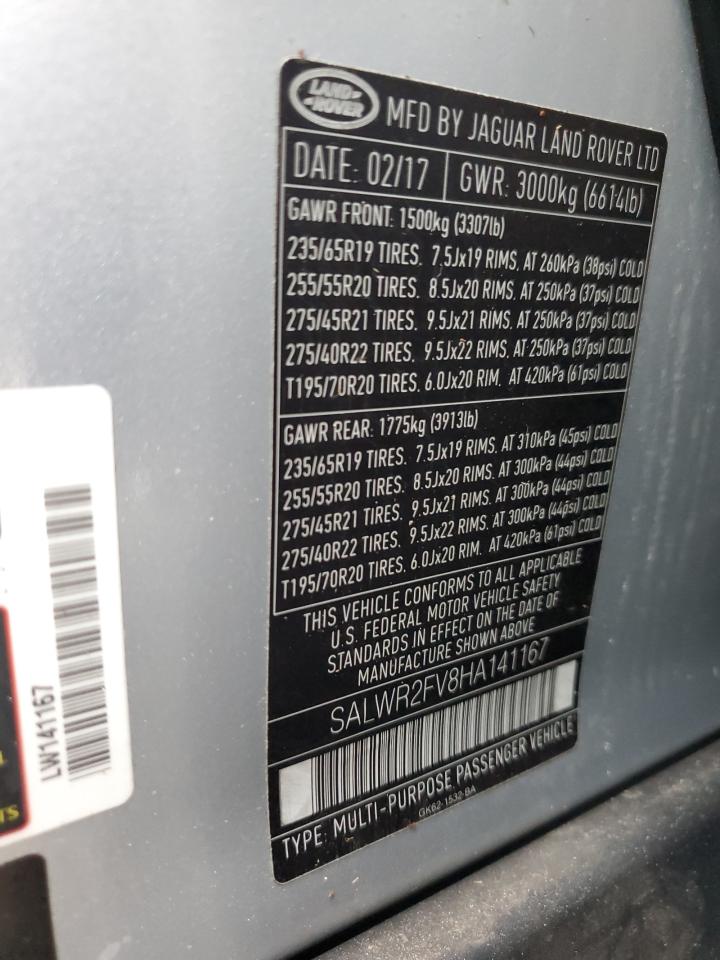 LAND ROVER
MFD BY JAGUAR LAND ROVER LTD
DATE: 02/17 GWR: 3000kg (6614lb)
GAWR FRONT: 1500kg (3307lb)
235/65R19 TIRES. 7.5Jx19 RIMS. AT 260kPa (38psi) COLD
255/55R20 TIRES. 8.5Jx20 RIMS. AT 250kPa (37psi) COLD
275/45R21 TIRES. 9.5Jx21 RIMS. AT 250kPa (37psi) COLD
275/40R22 TIRES. 9.5Jx22 RIMS. AT 250kPa (37psi) COLD
T195/70R20 TIRES. 6.0Jx20 RIM. AT 420kPa (61psi) COLD
GAWR REAR: 1775kg (3913lb)
235/65R19 TIRES. 7.5Jx19 RIMS. AT 310kPa (45psi) COLD
255/55R20 TIRES. 8.5Jx20 RIMS. AT 300kPa (44psi) COLD
275/45R21 TIRES. 9.5Jx21 RIMS. AT 300kPa (44psi) COLD
275/40R22 TIRES. 9.5Jx22 RIMS. AT 300kPa (44psi) COLD
T195/70R20 TIRES. 6.0Jx20 RIM. AT 420kPa (61psi) COLD
THIS VEHICLE CONFORMS TO ALL APPLICABLE
U.S. FEDERAL MOTOR VEHICLE SAFETY
STANDARDS IN EFFECT ON THE DATE OF
MANUFACTURE SHOWN ABOVE
SALWR2FV8HA141167
TYPE: MULTI-PURPOSE PASSENGER VEHICLE
GK62-1532-BA
LW141167